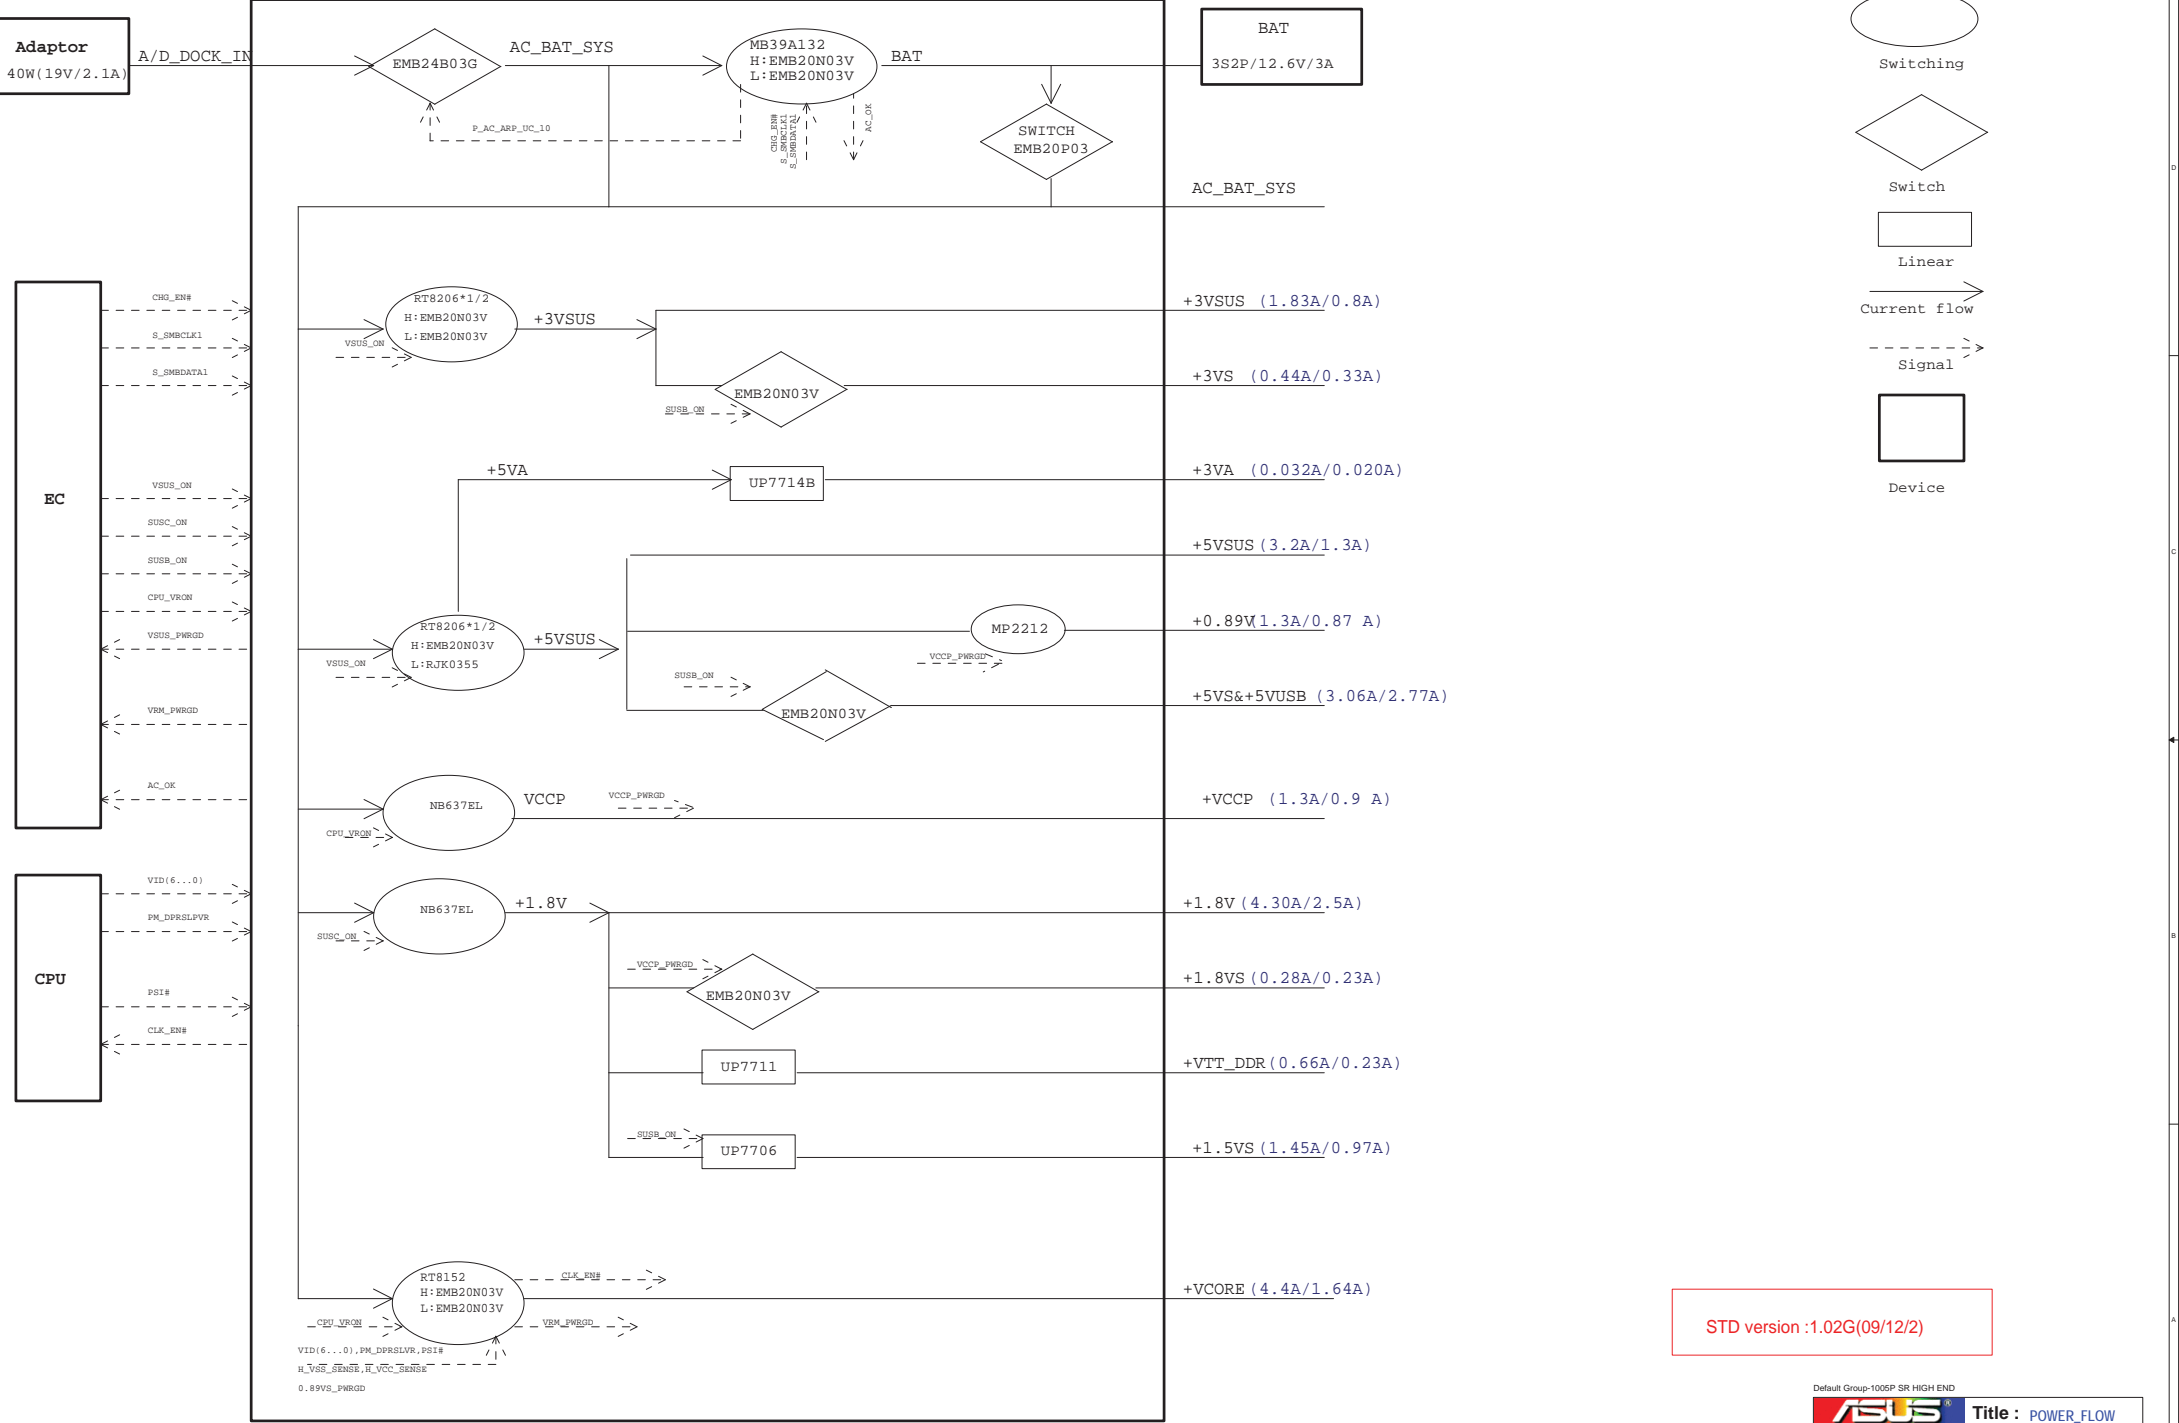 Adaptor
40W(19V/2.1A)
A/D_DOCK_IN
EMB24B03G
AC_BAT_SYS
MB39A132
H:EMB20N03V
L:EMB20N03V
BAT
BAT
3S2P/12.6V/3A
P_AC_ARP_UC_10
CHG_EN#
S_SMBCLK1
S_SMBDATA1
AC_OK
SWITCH
EMB20P03
AC_BAT_SYS
Switching
Switch
Linear
Current flow
Signal
Device
EC
CHG_EN#
S_SMBCLK1
S_SMBDATA1
VSUS_ON
SUSC_ON
SUSB_ON
CPU_VRON
VSUS_PWRGD
VRM_PWRGD
AC_OK
CPU
VID(6...0)
PM_DPRSLPVR
PSI#
CLK_EN#
RT8206*1/2
H:EMB20N03V
L:EMB20N03V
VSUS_ON
+3VSUS
+3VSUS (1.83A/0.8A)
EMB20N03V
SUSB_ON
+3VS (0.44A/0.33A)
+5VA
UP7714B
+3VA (0.032A/0.020A)
+5VSUS (3.2A/1.3A)
RT8206*1/2
H:EMB20N03V
L:RJK0355
VSUS_ON
+5VSUS
MP2212
VCCP_PWRGD
+0.89V(1.3A/0.87 A)
SUSB_ON
EMB20N03V
+5VS&+5VUSB (3.06A/2.77A)
NB637EL
CPU_VRON
VCCP
VCCP_PWRGD
+VCCP (1.3A/0.9 A)
NB637EL
SUSC_ON
+1.8V
+1.8V (4.30A/2.5A)
VCCP_PWRGD
EMB20N03V
+1.8VS (0.28A/0.23A)
UP7711
+VTT_DDR (0.66A/0.23A)
SUSB_ON
UP7706
+1.5VS (1.45A/0.97A)
RT8152
H:EMB20N03V
L:EMB20N03V
CLK_EN#
+VCORE (4.4A/1.64A)
CPU_VRON
VRM_PWRGD
VID(6...0),PM_DPRSLVR,PSI#
H_VSS_SENSE,H_VCC_SENSE
0.89VS_PWRGD
D
C
B
A
STD version :1.02G(09/12/2)
Default Group-1005P SR HIGH END
ASUS®
Title : POWER_FLOW